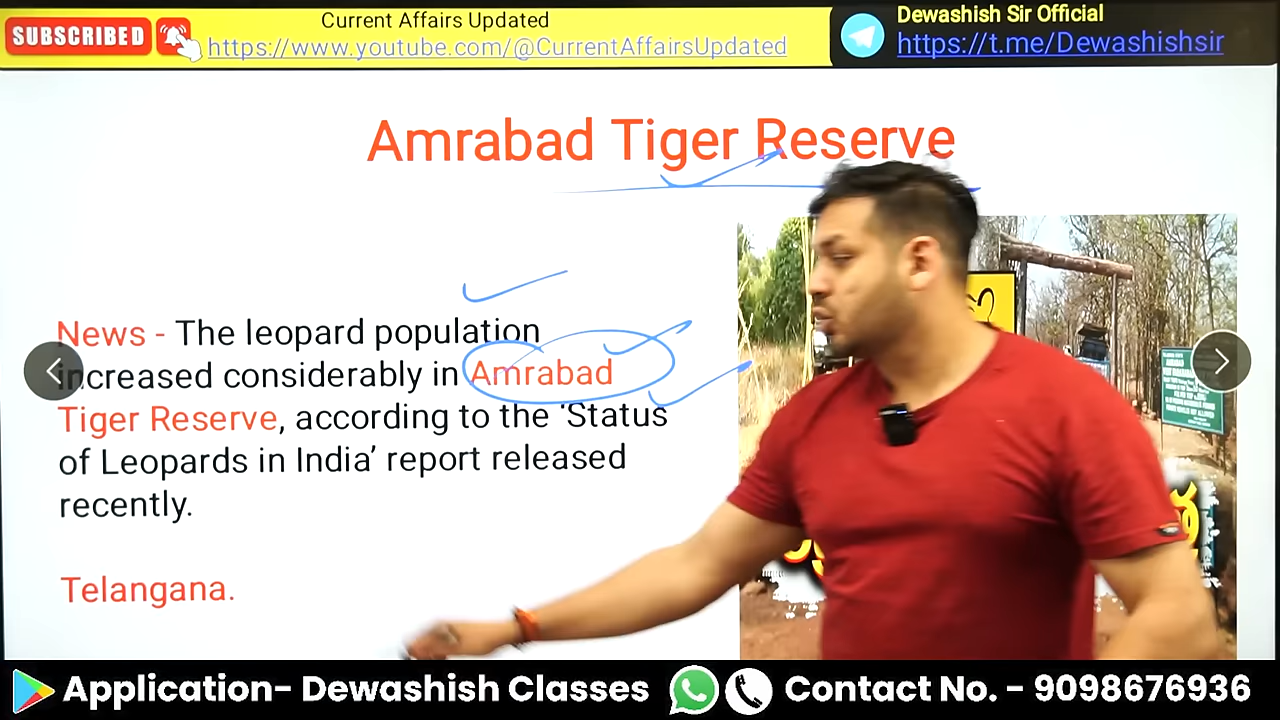 SUBSCRIBED
Current Affairs Updated
https://www.youtube.com/@CurrentAffairsUpdated
Dewashish Sir Official
https://t.me/Dewashishsir
Amrabad Tiger Reserve
News - The leopard population
increased considerably in Amrabad
Tiger Reserve, according to the ‘Status
of Leopards in India’ report released
recently.
Telangana.
Application- Dewashish Classes
Contact No. - 9098676936